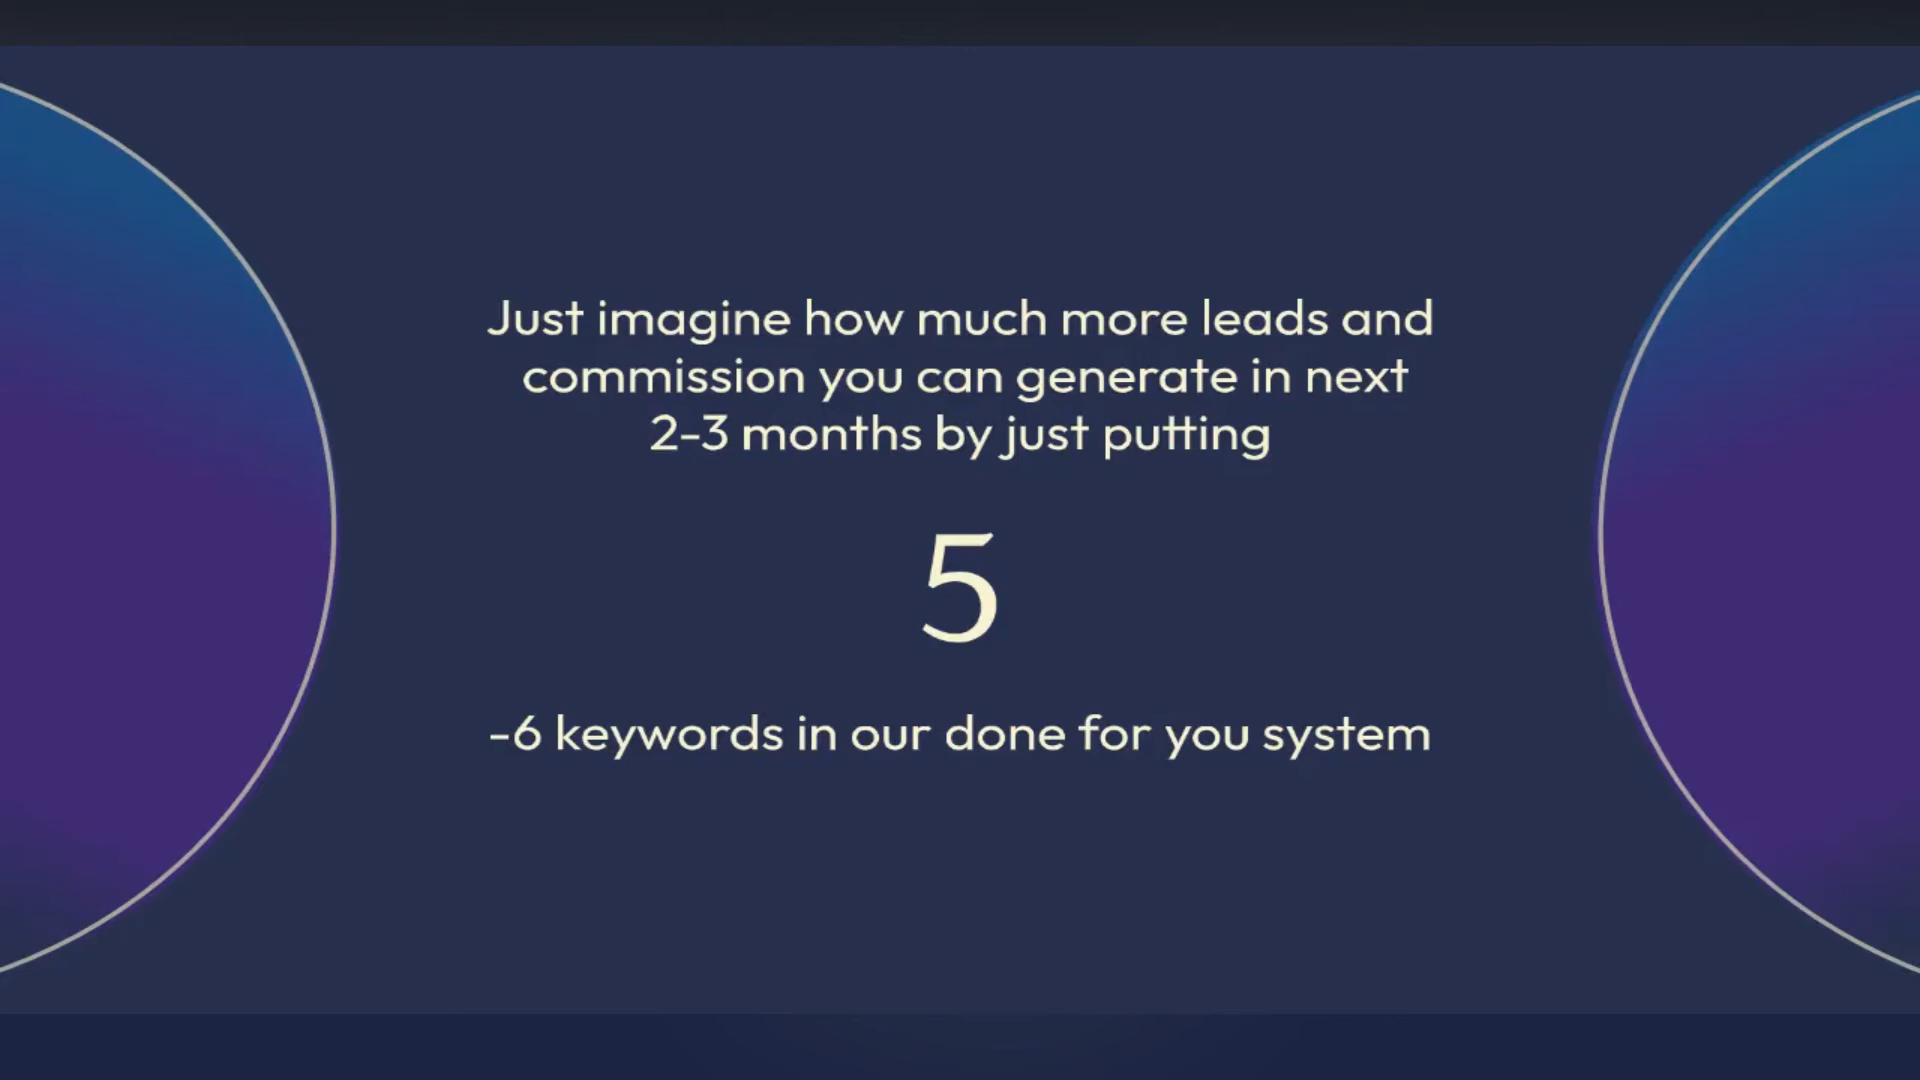 Just imagine how much more leads and
commission you can generate in next
2-3 months by just putting
5
-6 keywords in our done for you system